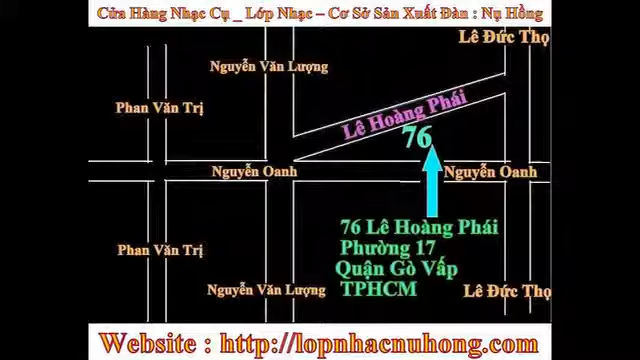 Cửa Hàng Nhạc Cụ _ Lớp Nhạc – Cơ Sở Sản Xuất Đàn : Nụ Hồng
Lê Đức Thọ
Nguyễn Văn Lượng
Phan Văn Trị
Lê Hoàng Phái
76
Nguyễn Oanh
Nguyễn Oanh
76 Lê Hoàng Phái
Phường 17
Phan Văn Trị
Quận Gò Vấp
Nguyễn Văn Lượng
TPHCM
Lê Đức Thọ
Website : http://lopnhacnuhong.com